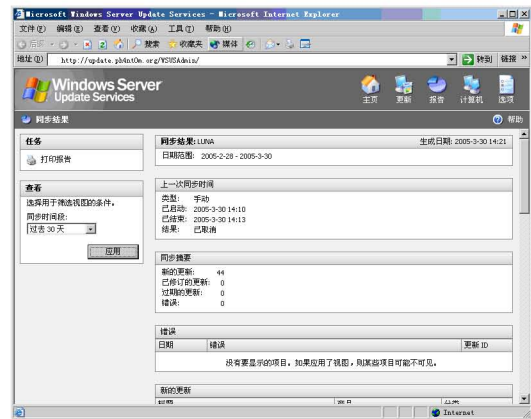 Microsoft Windows Server Update Services - Microsoft Internet Explorer
文件(F) 编辑(E) 查看(V) 收藏(A) 工具(T) 帮助(H)
后退 搜索 收藏夹 媒体
地址(D) http://update.ph4nt0m.org/WSUSAdmin/ 转到 链接 »
Windows Server
Update Services
主页 更新 报告 计算机 选项
同步结果 帮助
任务
打印报告
查看
选择用于筛选视图的条件。
同步时间段:
过去 30 天
应用
同步结果: LUNA 生成日期: 2005-3-30 14:21
日期范围: 2005-2-28 - 2005-3-30
上一次同步时间
类型: 手动
已启动: 2005-3-30 14:10
已结束: 2005-3-30 14:13
结果: 已取消
同步摘要
新的更新: 44
已修订的更新: 0
过期的更新: 0
错误: 0
错误
日期 错误 更新 ID
没有要显示的项目。如果应用了视图，则某些项目可能不可见。
新的更新
标题 产品 分类
Internet